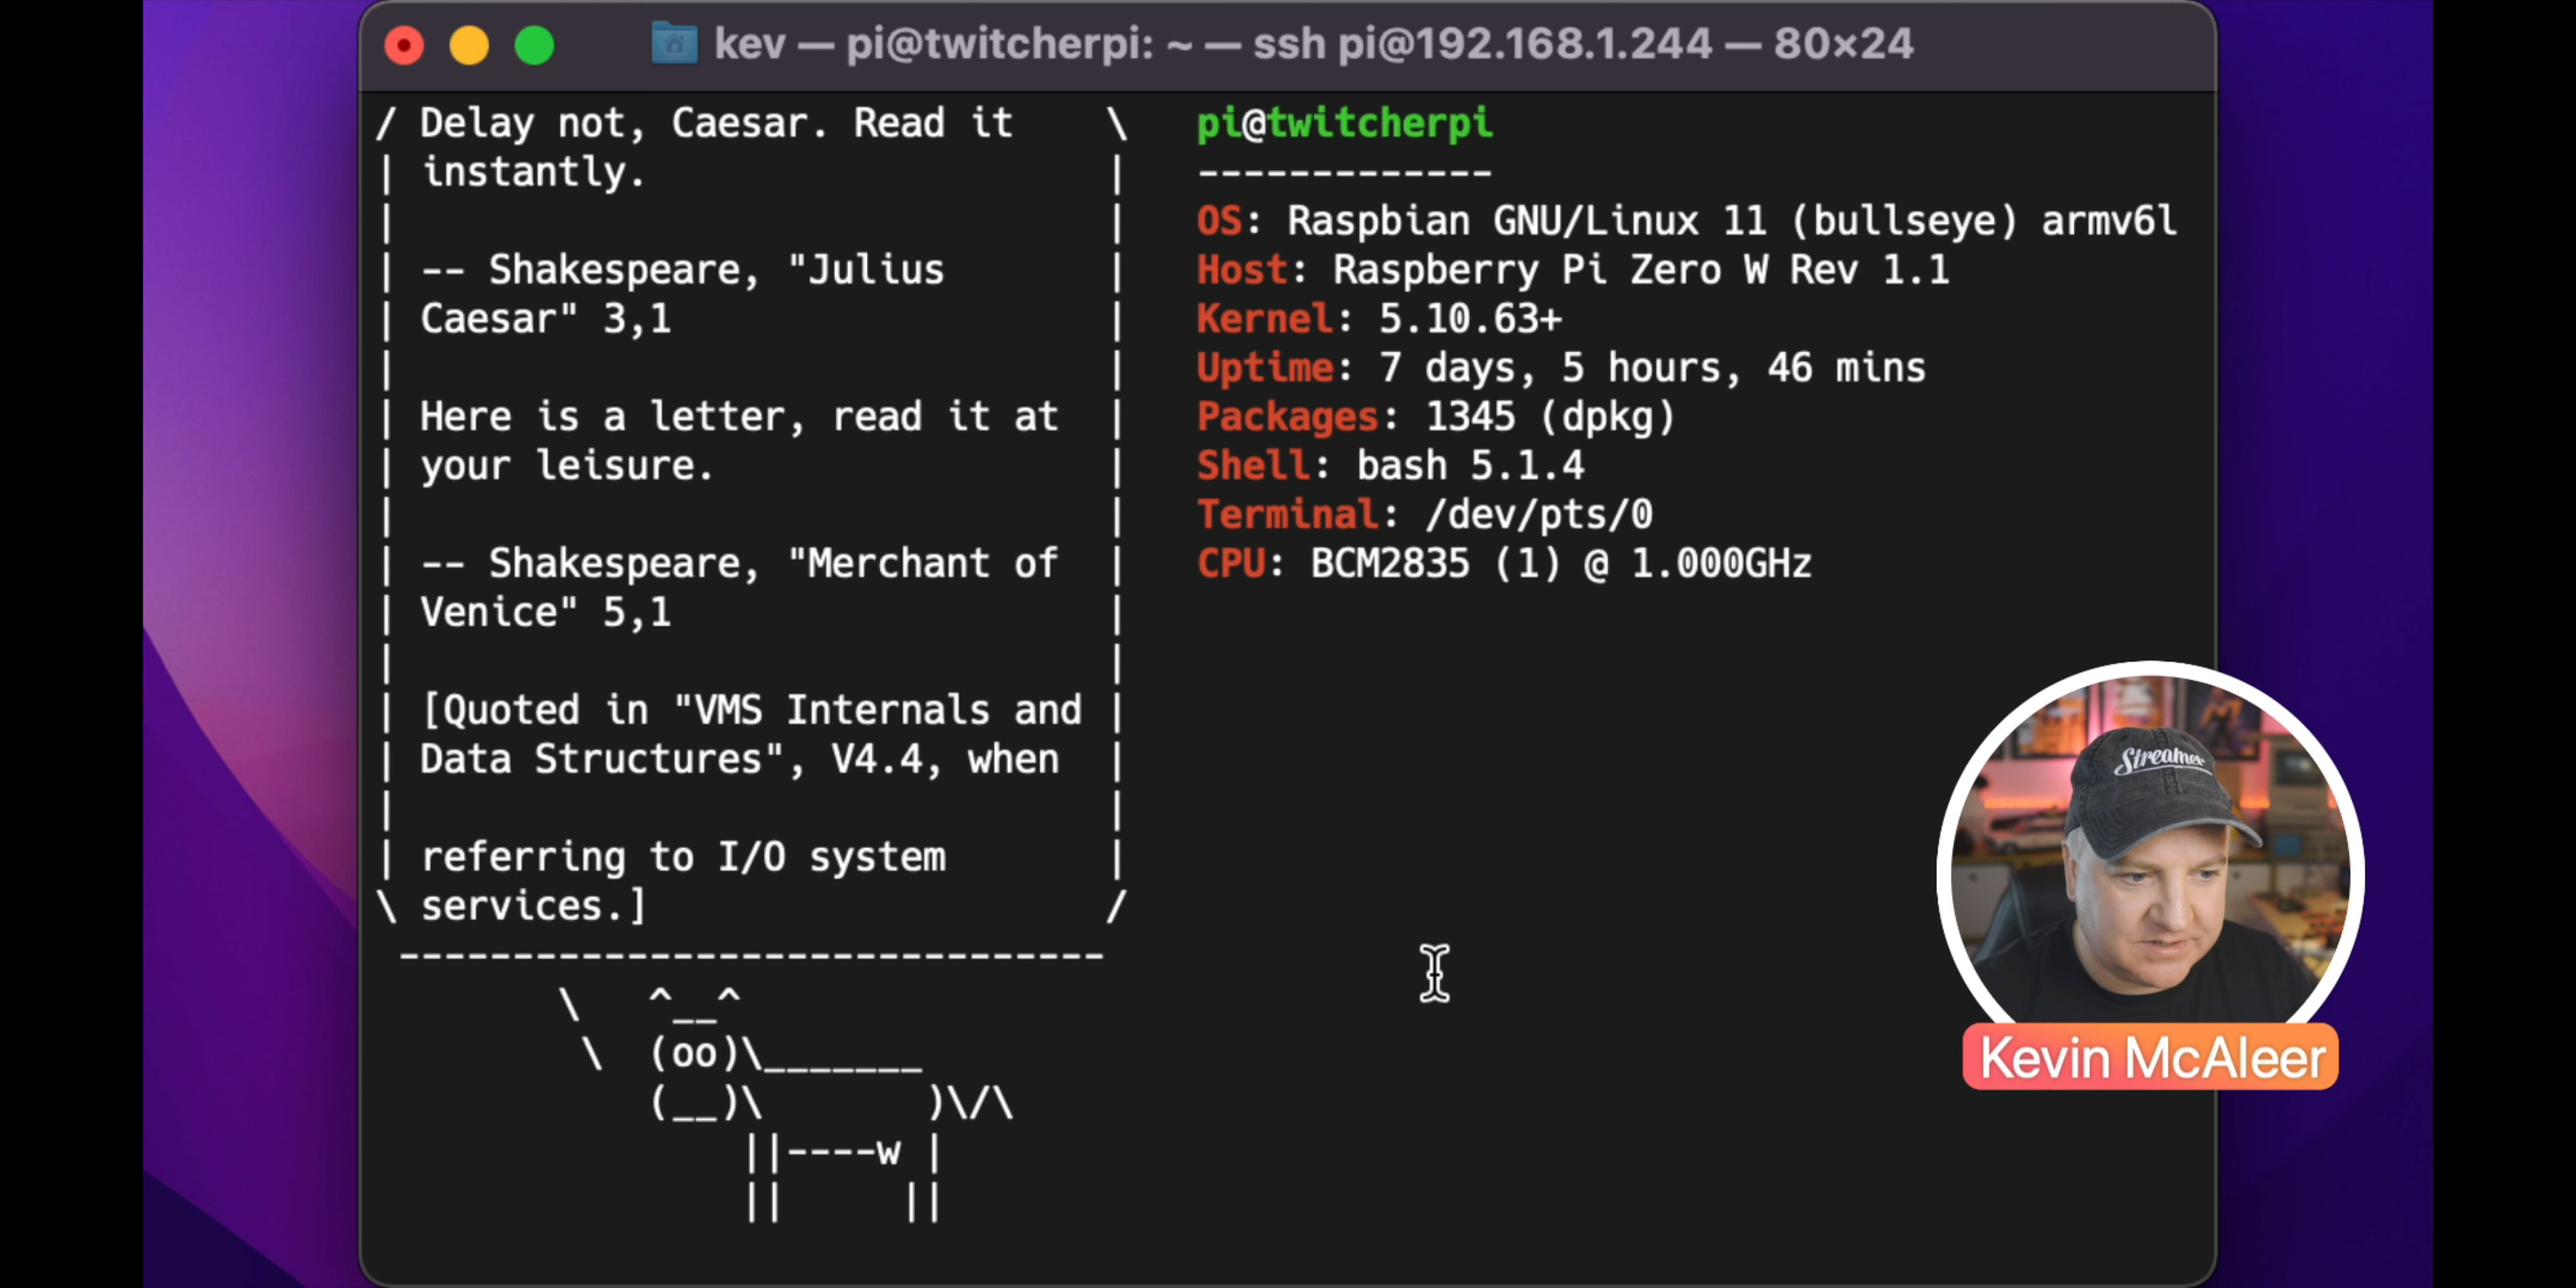 kev — pi@twitcherpi: ~ — ssh pi@192.168.1.244 — 80×24
/ Delay not, Caesar. Read it    \
| instantly.                    |
|                               |
| -- Shakespeare, "Julius       |
| Caesar" 3,1                   |
|                               |
| Here is a letter, read it at  |
| your leisure.                 |
|                               |
| -- Shakespeare, "Merchant of  |
| Venice" 5,1                   |
|                               |
| [Quoted in "VMS Internals and |
| Data Structures", V4.4, when  |
|                               |
| referring to I/O system       |
\ services.]                    /
 -------------------------------
        \   ^__^
         \  (oo)\_______
            (__)\       )\/\
                ||----w |
                ||     ||
pi@twitcherpi
-------------
OS: Raspbian GNU/Linux 11 (bullseye) armv6l
Host: Raspberry Pi Zero W Rev 1.1
Kernel: 5.10.63+
Uptime: 7 days, 5 hours, 46 mins
Packages: 1345 (dpkg)
Shell: bash 5.1.4
Terminal: /dev/pts/0
CPU: BCM2835 (1) @ 1.000GHz
Streamer
Kevin McAleer